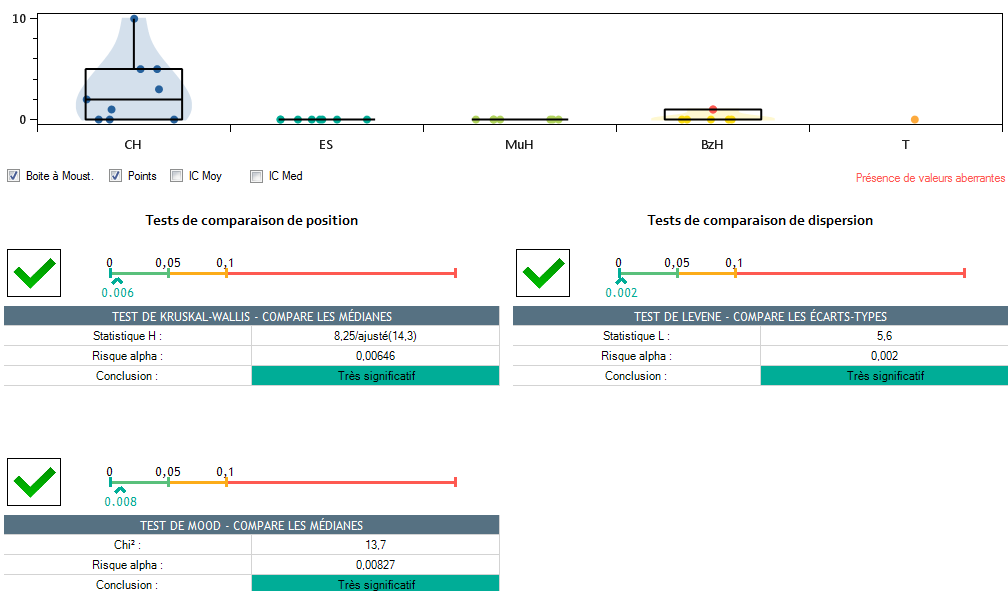 10
0
CH ES MuH BzH T
Boite à Moust. Points IC Moy IC Med
Présence de valeurs aberrantes
Tests de comparaison de position
Tests de comparaison de dispersion
0 0,05 0,1
0.006
0 0,05 0,1
0.002
TEST DE KRUSKAL-WALLIS - COMPARE LES MÉDIANES
Statistique H : 8,25/ajusté(14,3)
Risque alpha : 0,00646
Conclusion : Très significatif
TEST DE LEVENE - COMPARE LES ÉCARTS-TYPES
Statistique L : 5,6
Risque alpha : 0,002
Conclusion : Très significatif
0 0,05 0,1
0.008
TEST DE MOOD - COMPARE LES MÉDIANES
Chi² : 13,7
Risque alpha : 0,00827
Conclusion : Très significatif